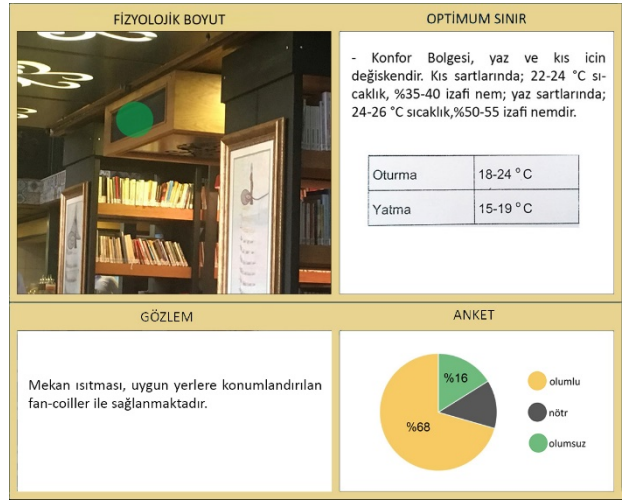 FİZYOLOJİK BOYUT
OPTİMUM SINIR
- Konfor Bolgesi, yaz ve kıs icin
değiskendir. Kıs sartlarında; 22-24 °C sı-
caklık, %35-40 izafi nem; yaz sartlarında;
24-26 °C sıcaklık,%50-55 izafi nemdir.
Oturma 18-24 °C
Yatma 15-19 °C
GÖZLEM
ANKET
Mekan ısıtması, uygun yerlere konumlandırılan
fan-coiller ile sağlanmaktadır.
%16
%68
olumlu
nötr
olumsuz